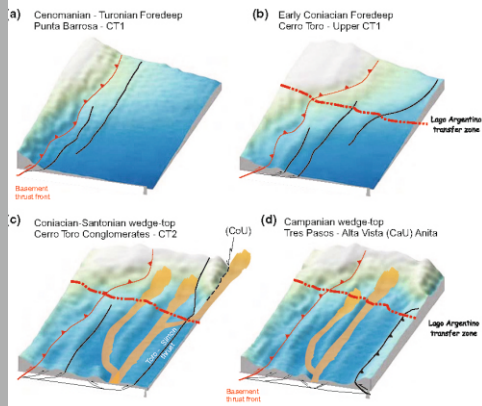 (a) Cenomanian - Turonian Foredeep
Punta Barrosa - CT1
Basement
thrust front
(b) Early Coniacian Foredeep
Cerro Toro - Upper CT1
Lago Argentino
transfer zone
(c) Coniacian-Santonian wedge-top
Cerro Toro Conglomerates - CT2
(CoU)
Toro
thrust
(d) Campanian wedge-top
Tres Pasos - Alta Vista (CaU) Anita
Lago Argentino
transfer zone
Basement
thrust front